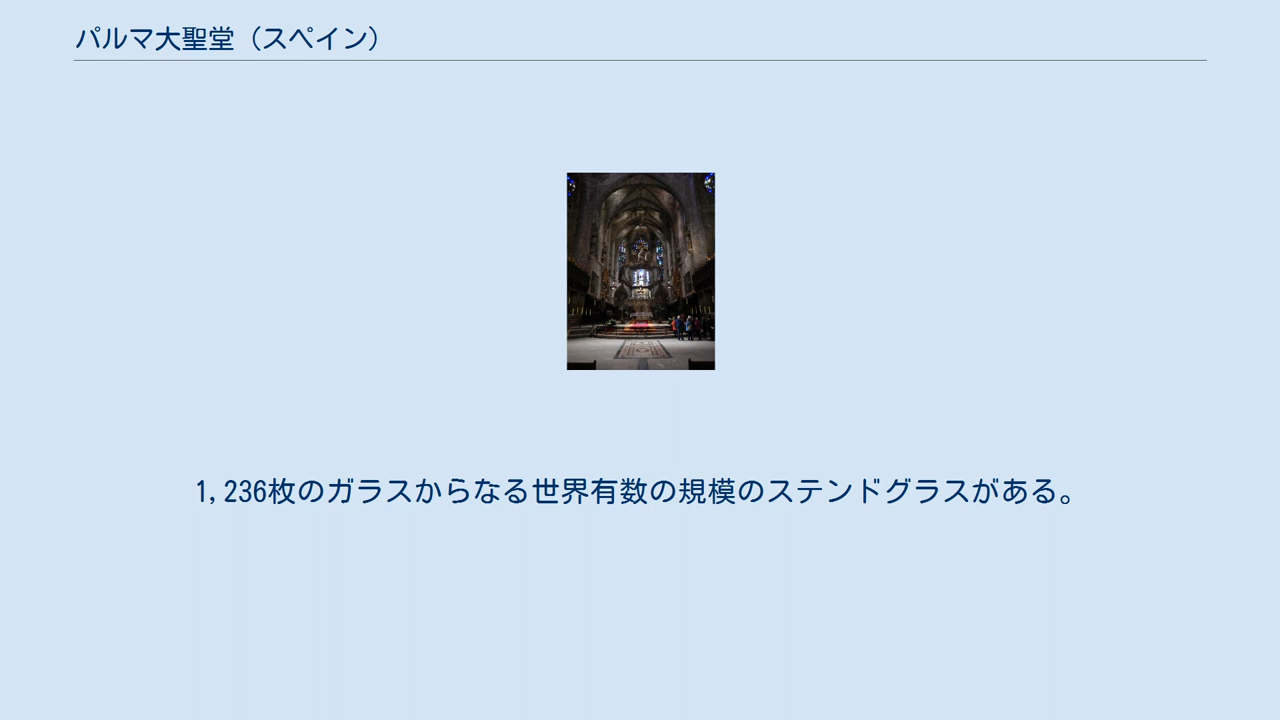 パルマ大聖堂（スペイン）
1,236枚のガラスからなる世界有数の規模のステンドグラスがある。